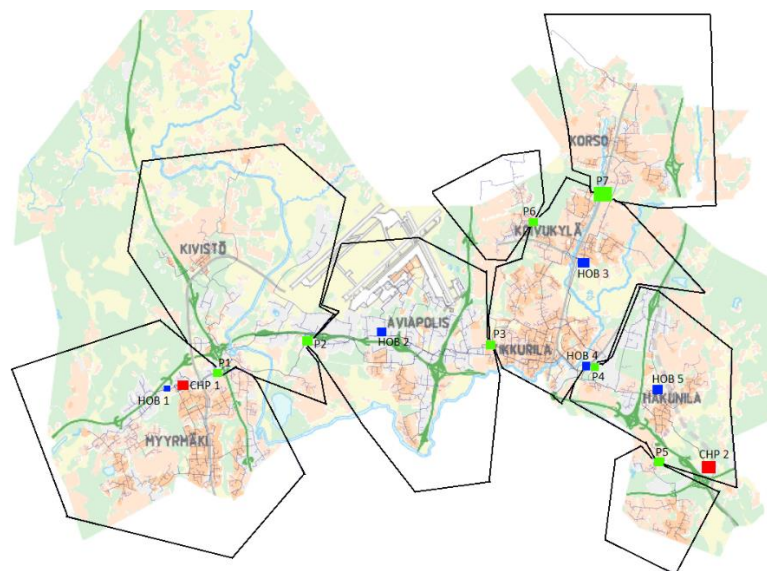 KORSO
P7
P6
KOIVUKYLÄ
KIVISTÖ
HOB 3
AVIAPOLIS
HOB 2
P2
P3
IKKURILA
P1
HOB 4
P4
CHP 1
HOB 1
HOB 5
HAKUNILA
MYYRMÄKI
P5
CHP 2